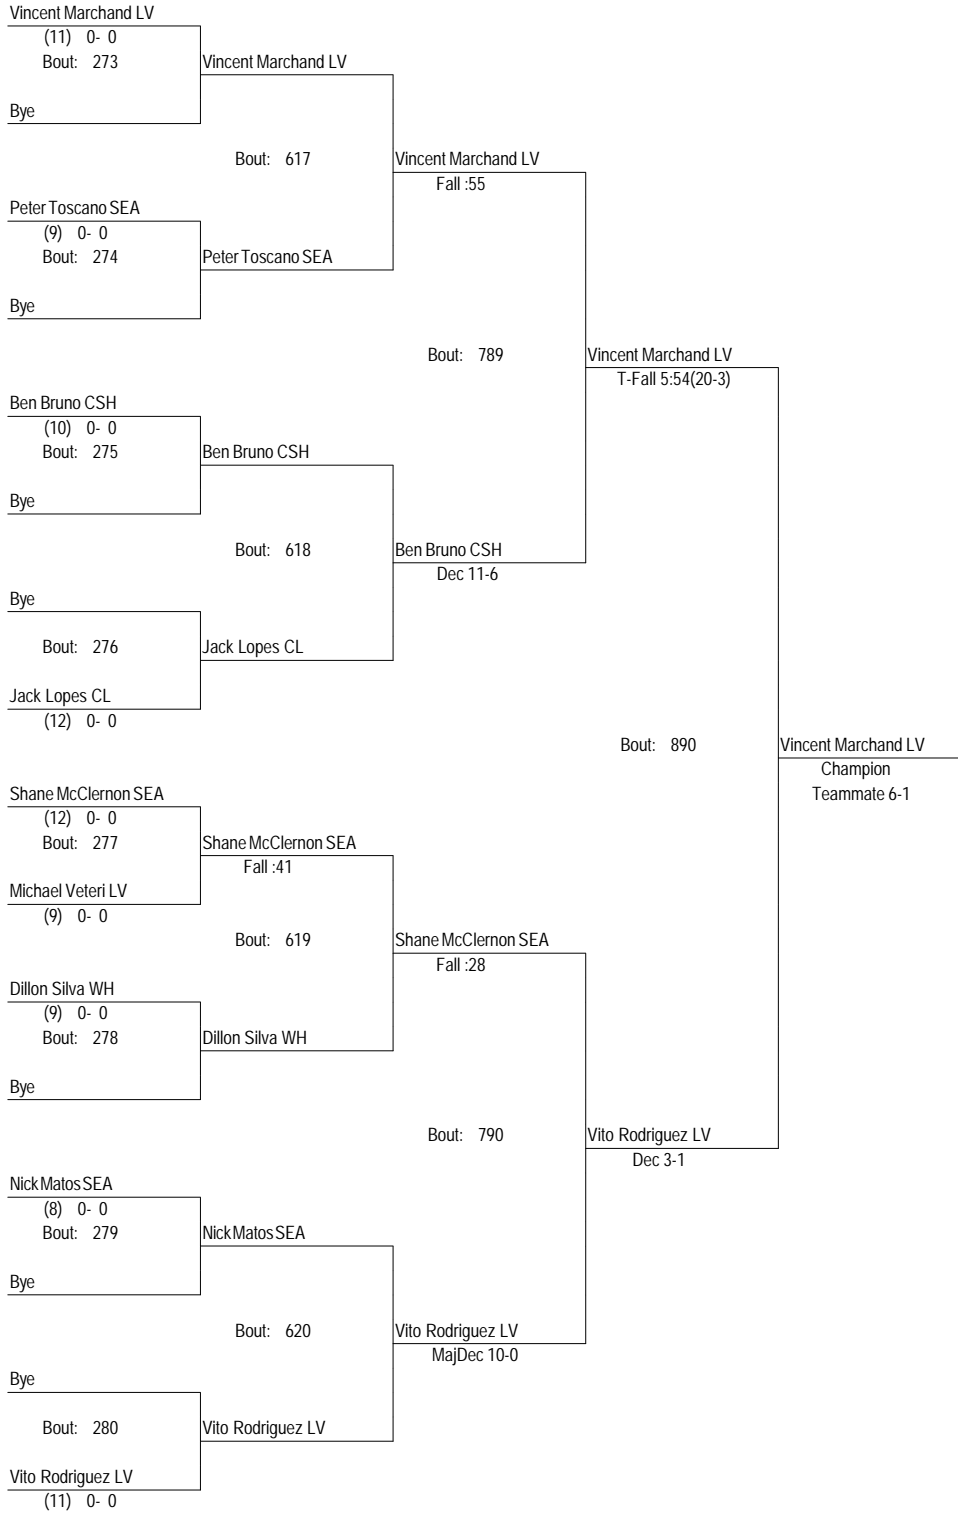 Vincent Marchand LV
(11) 0- 0
Bout: 273
Vincent Marchand LV
Bye
Bout: 617
Vincent Marchand LV
Fall :55
Peter Toscano SEA
(9) 0- 0
Bout: 274
Peter Toscano SEA
Bye
Bout: 789
Vincent Marchand LV
T-Fall 5:54(20-3)
Ben Bruno CSH
(10) 0- 0
Bout: 275
Ben Bruno CSH
Bye
Bout: 618
Ben Bruno CSH
Dec 11-6
Bye
Bout: 276
Jack Lopes CL
Jack Lopes CL
(12) 0- 0
Bout: 890
Vincent Marchand LV
Champion
Teammate 6-1
Shane McClernon SEA
(12) 0- 0
Bout: 277
Shane McClernon SEA
Fall :41
Michael Veteri LV
(9) 0- 0
Bout: 619
Shane McClernon SEA
Fall :28
Dillon Silva WH
(9) 0- 0
Bout: 278
Dillon Silva WH
Bye
Bout: 790
Vito Rodriguez LV
Dec 3-1
Nick Matos SEA
(8) 0- 0
Bout: 279
Nick Matos SEA
Bye
Bout: 620
Vito Rodriguez LV
MajDec 10-0
Bye
Bout: 280
Vito Rodriguez LV
Vito Rodriguez LV
(11) 0- 0